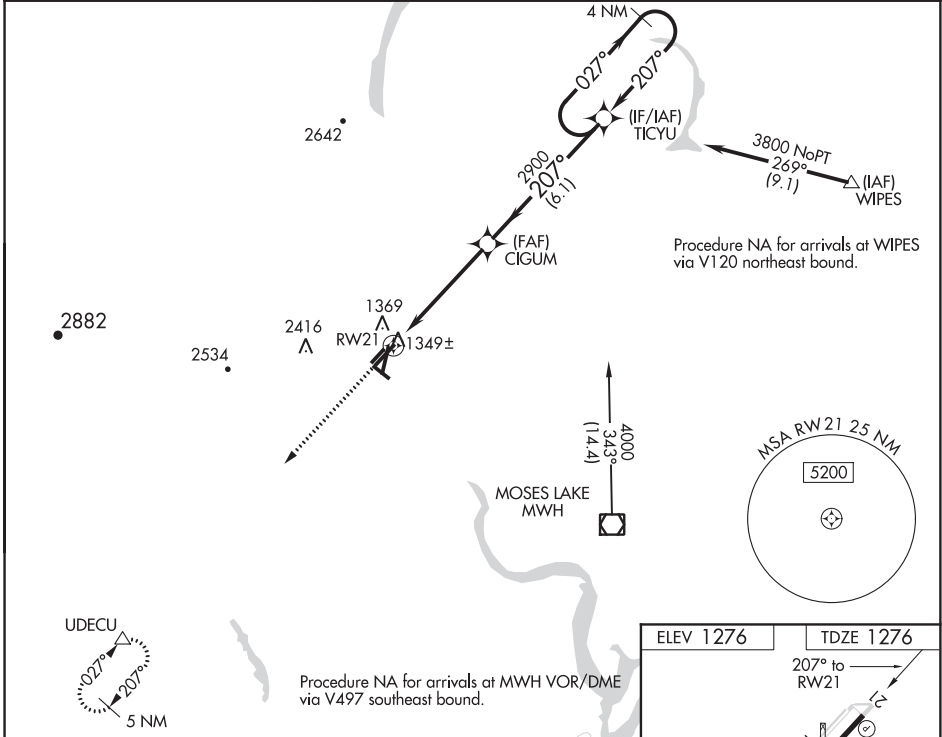 4 NM
027°
207°
(IF/IAF)
TICYU
2642
3800 NoPT
269°
(9.1)
(IAF)
WIPES
2900
207°
(6.1)
(FAF)
CIGUM
Procedure NA for arrivals at WIPES
via V120 northeast bound.
2882
1369
2416
RW21
1349±
2534
4000
343°
(14.4)
MSA RW21 25 NM
5200
MOSES LAKE
MWH
UDECU
027°
207°
5 NM
Procedure NA for arrivals at MWH VOR/DME
via V497 southeast bound.
ELEV 1276
TDZE 1276
207° to
RW21
21
P